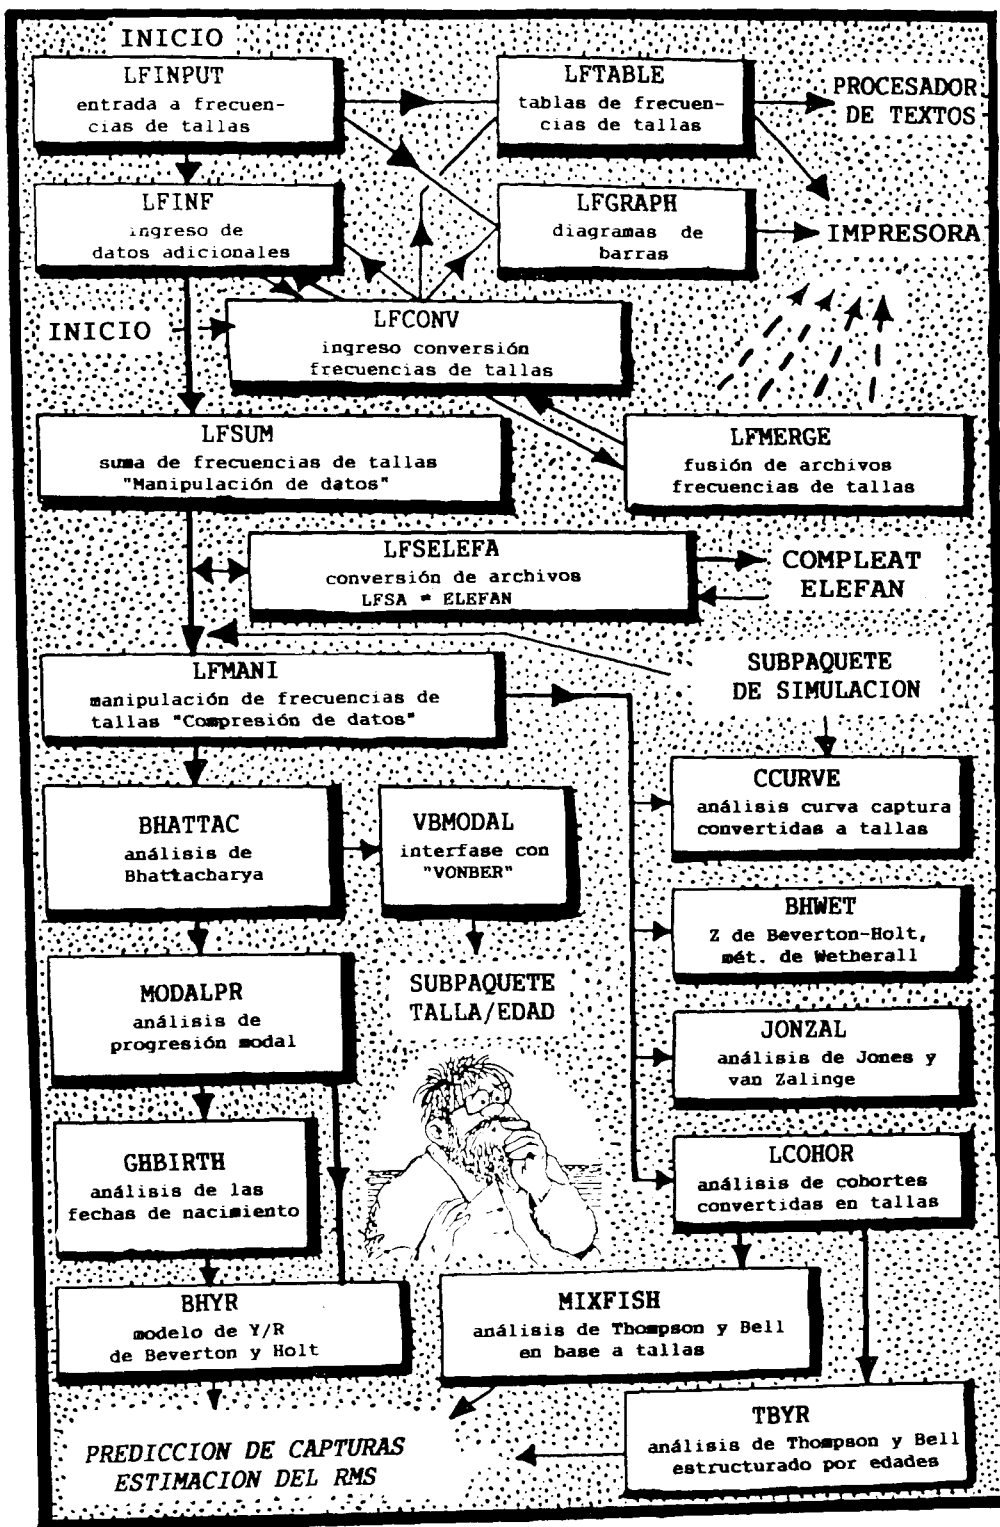 INICIO
LFINPUT
entrada a frecuen-
cias de tallas
LFTABLE
tablas de frecuen-
cias de tallas
PROCESADOR
DE TEXTOS
LFINF
ingreso de
datos adicionales
LFGRAPH
diagramas de
barras
IMPRESORA
INICIO
LFCONV
ingreso conversión
frecuencias de tallas
LFSUM
suma de frecuencias de tallas
"Manipulación de datos"
LFMERGE
fusión de archivos
frecuencias de tallas
LFSELEFA
conversión de archivos
LFSA = ELEFAN
COMPLEAT
ELEFAN
LFMANI
manipulación de frecuencias de
tallas "Compresión de datos"
SUBPAQUETE
DE SIMULACION
BHATTAC
análisis de
Bhattacharya
VBMODAL
interfase con
"VONBER"
CCURVE
análisis curva captura
convertidas a tallas
BHWET
Z de Beverton-Holt,
mét. de Wetherall
MODALPR
análisis de
progresión modal
SUBPAQUETE
TALLA/EDAD
JONZAL
análisis de Jones y
van Zalinge
GHBIRTH
análisis de las
fechas de nacimiento
LCOHOR
análisis de cohortes
convertidas en tallas
BHYR
modelo de Y/R
de Beverton y Holt
MIXFISH
análisis de Thompson y Bell
en base a tallas
TBYR
análisis de Thompson y Bell
estructurado por edades
PREDICCION DE CAPTURAS
ESTIMACION DEL RMS